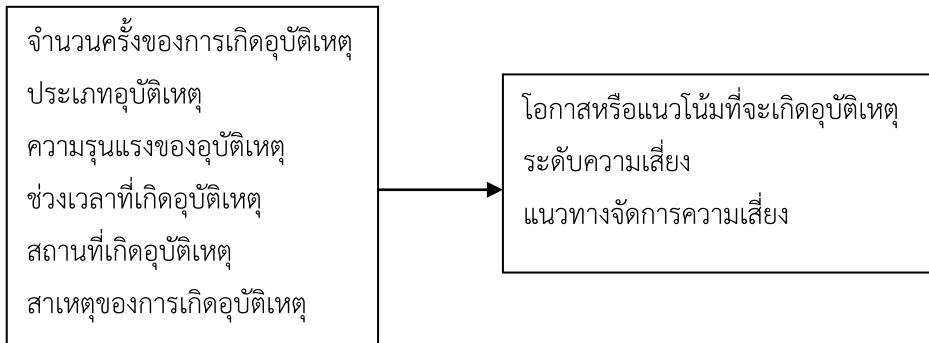 จำนวนครั้งของการเกิดอุบัติเหตุ
ประเภทอุบัติเหตุ
ความรุนแรงของอุบัติเหตุ
ช่วงเวลาที่เกิดอุบัติเหตุ
สถานที่เกิดอุบัติเหตุ
สาเหตุของการเกิดอุบัติเหตุ
โอกาสหรือแนวโน้มที่จะเกิดอุบัติเหตุ
ระดับความเสี่ยง
แนวทางจัดการความเสี่ยง